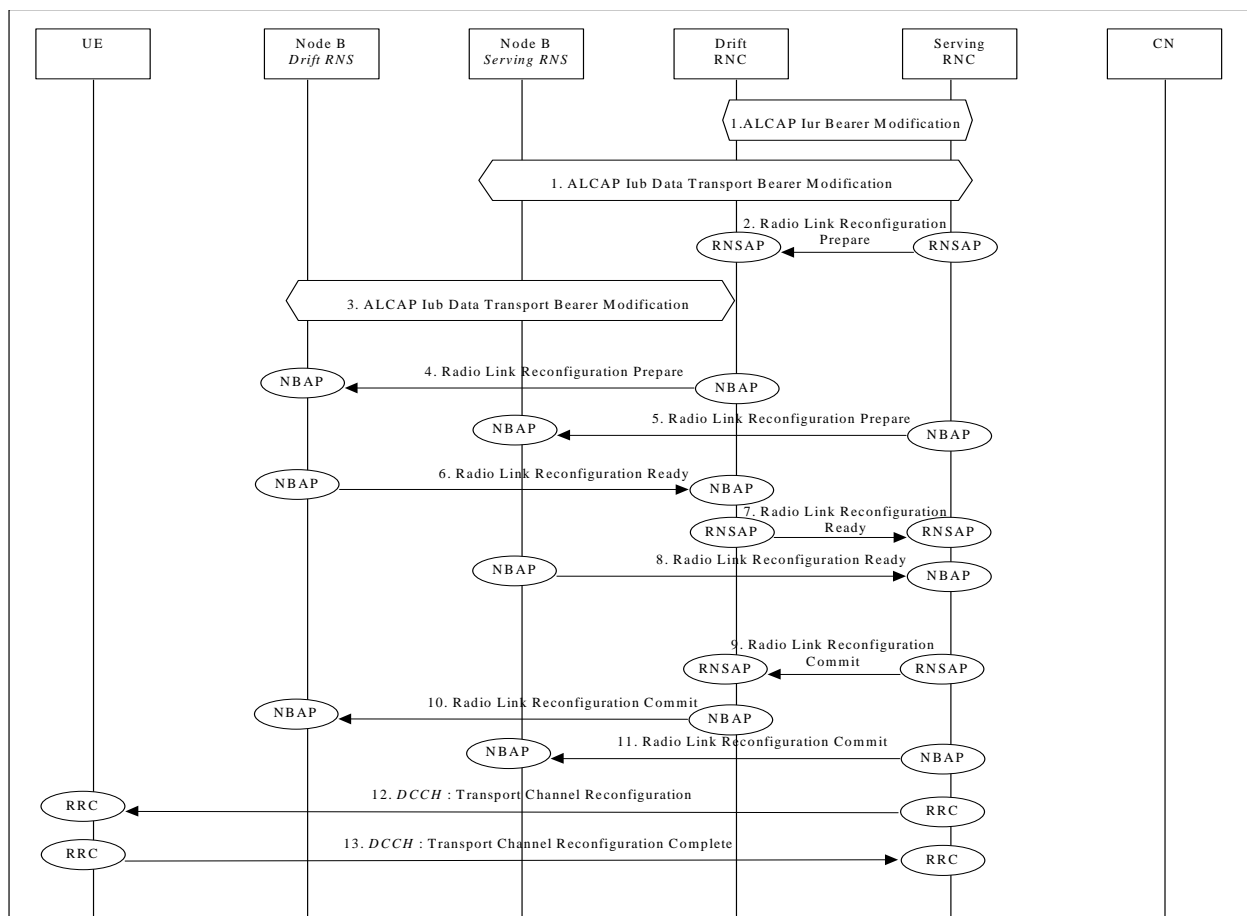 UE
Node B
Drift RNS
Node B
Serving RNS
Drift
RNC
Serving
RNC
CN
1.ALCAP Iur Bearer Modification
1. ALCAP Iub Data Transport Bearer Modification
2. Radio Link Reconfiguration
Prepare
RNSAP
RNSAP
3. ALCAP Iub Data Transport Bearer Modification
NBAP
4. Radio Link Reconfiguration Prepare
NBAP
NBAP
5. Radio Link Reconfiguration Prepare
NBAP
NBAP
6. Radio Link Reconfiguration Ready
NBAP
RNSAP
7. Radio Link Reconfiguration
Ready
RNSAP
NBAP
8. Radio Link Reconfiguration Ready
NBAP
RNSAP
9. Radio Link Reconfiguration
Commit
RNSAP
NBAP
10. Radio Link Reconfiguration Commit
NBAP
NBAP
11. Radio Link Reconfiguration Commit
NBAP
RRC
12. DCCH : Transport Channel Reconfiguration
RRC
RRC
13. DCCH : Transport Channel Reconfiguration Complete
RRC